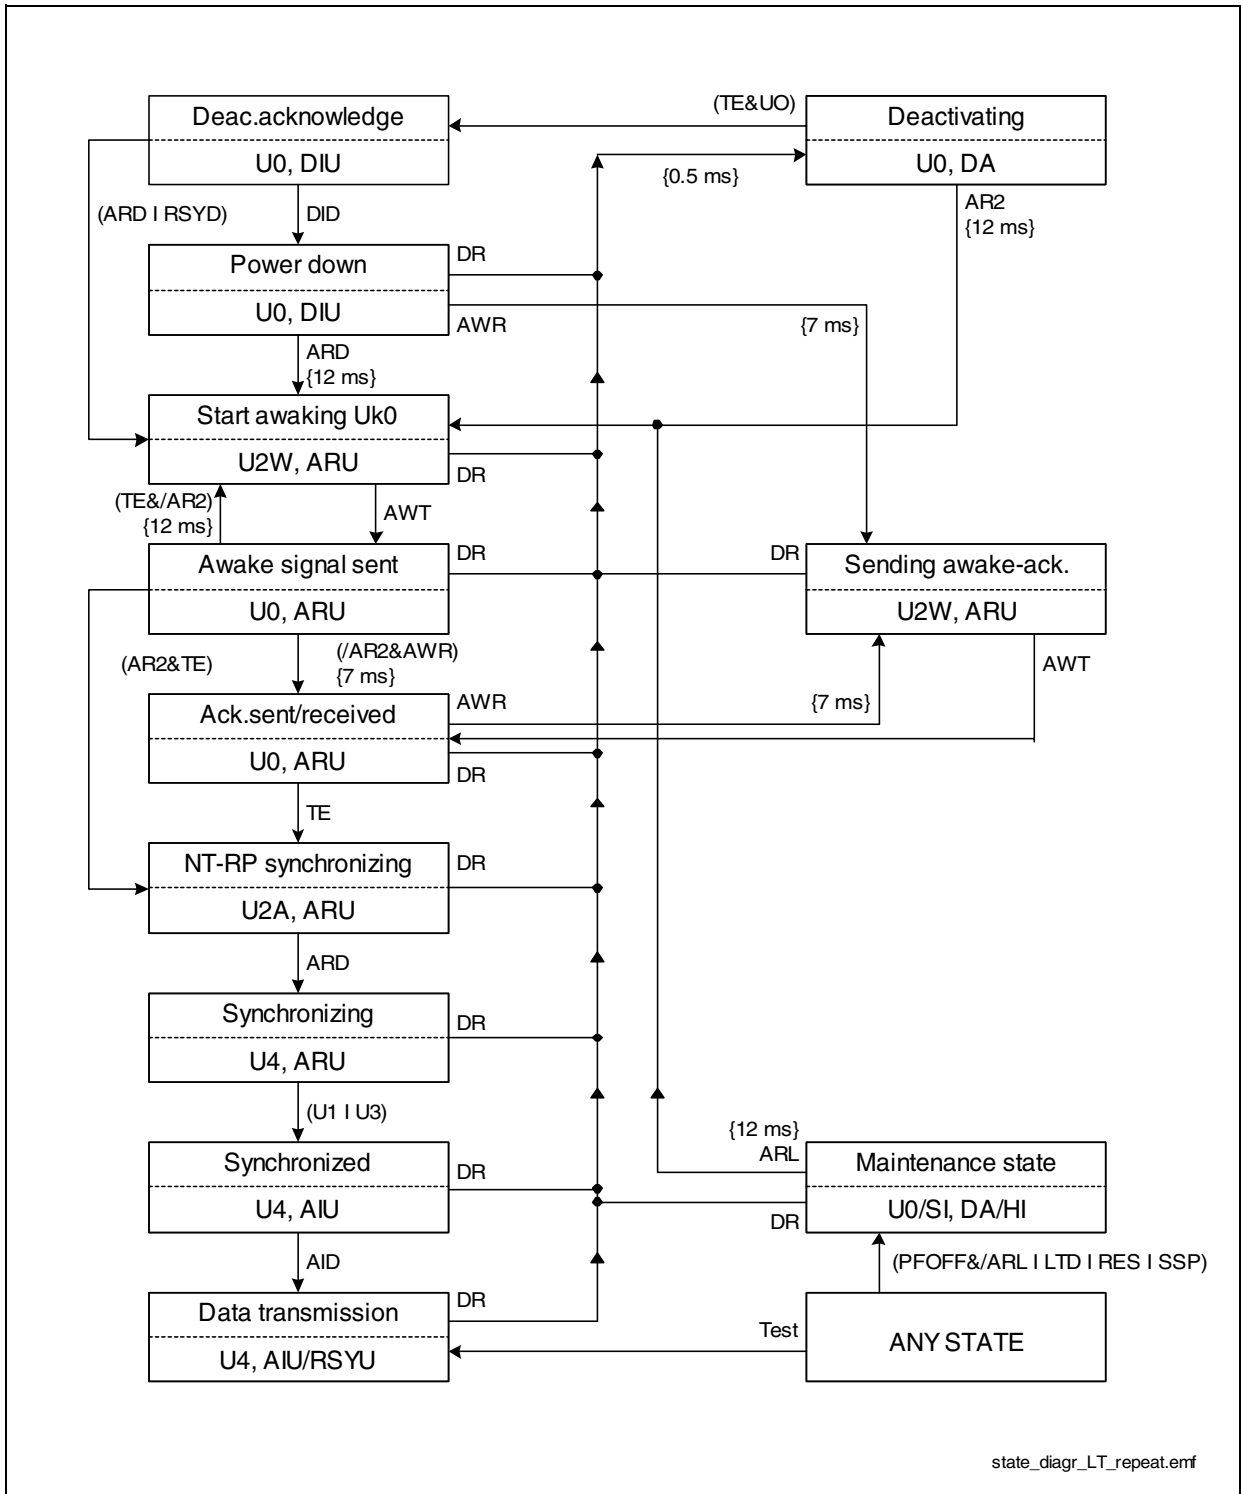 Deac.acknowledge
U0, DIU
(TE&UO)
Deactivating
U0, DA
{0.5 ms}
(ARD I RSYD)
DID
AR2
{12 ms}
Power down
U0, DIU
DR
AWR
{7 ms}
ARD
{12 ms}
Start awaking Uk0
U2W, ARU
DR
(TE&/AR2)
{12 ms}
AWT
Awake signal sent
U0, ARU
DR
DR
Sending awake-ack.
U2W, ARU
(AR2&TE)
(/AR2&AWR)
{7 ms}
AWT
Ack.sent/received
U0, ARU
AWR
{7 ms}
DR
TE
NT-RP synchronizing
U2A, ARU
DR
ARD
Synchronizing
U4, ARU
DR
(U1 I U3)
{12 ms}
ARL
Synchronized
U4, AIU
DR
Maintenance state
U0/SI, DA/HI
DR
AID
(PFOFF&/ARL I LTD I RES I SSP)
Data transmission
U4, AIU/RSYU
DR
Test
ANY STATE
state_diagr_LT_repeat.emf